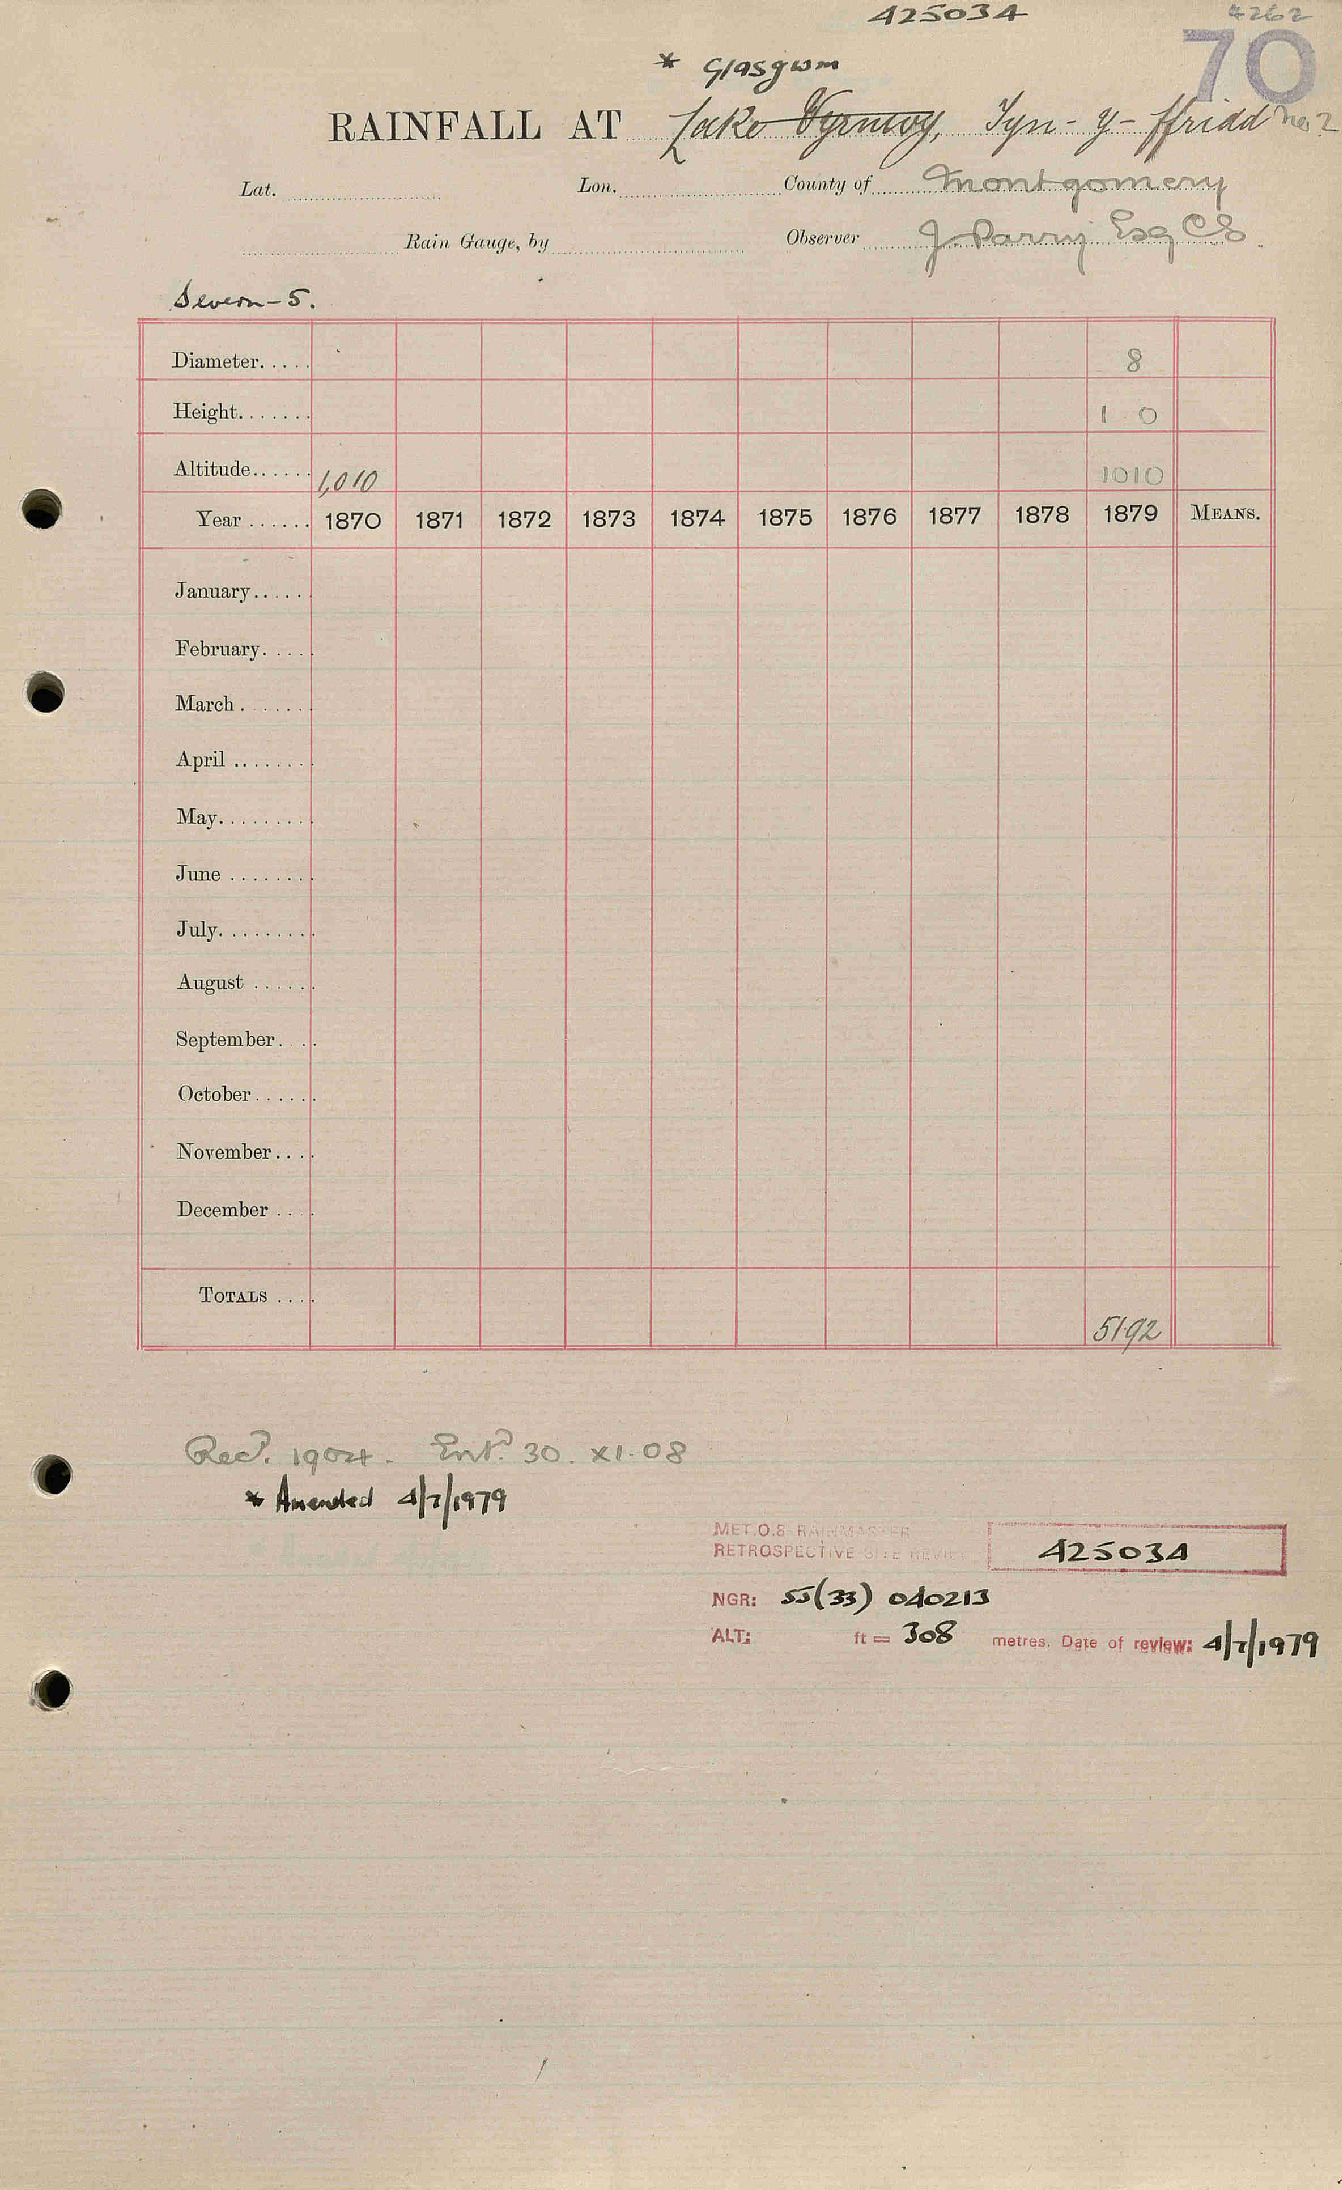 425034
4262
70
* Glasgwm
RAINFALL AT Lake Vyrnwy, Tyn-y-ffridd No 2
Lat. Lon. County of Montgomery
Rain Gauge, by Observer J. Parry Esq CE
Severn-5.
Diameter..... 8
Height....... 1 0
Altitude...... 1,010 1010
Year ...... 1870 1871 1872 1873 1874 1875 1876 1877 1878 1879 MEANS.
January.....
February.....
March .......
April .......
May.........
June ........
July.........
August ......
September....
October......
November....
December ....
TOTALS ....
51.92
Recd. 1904. Entd. 30.XI.08
* Amended 4/7/1979
MET.O.8 RAINMASTER
RETROSPECTIVE SITE REVIEW 425034
NGR: SJ(33) 040213
ALT: ft = 308 metres. Date of review: 4/7/1979